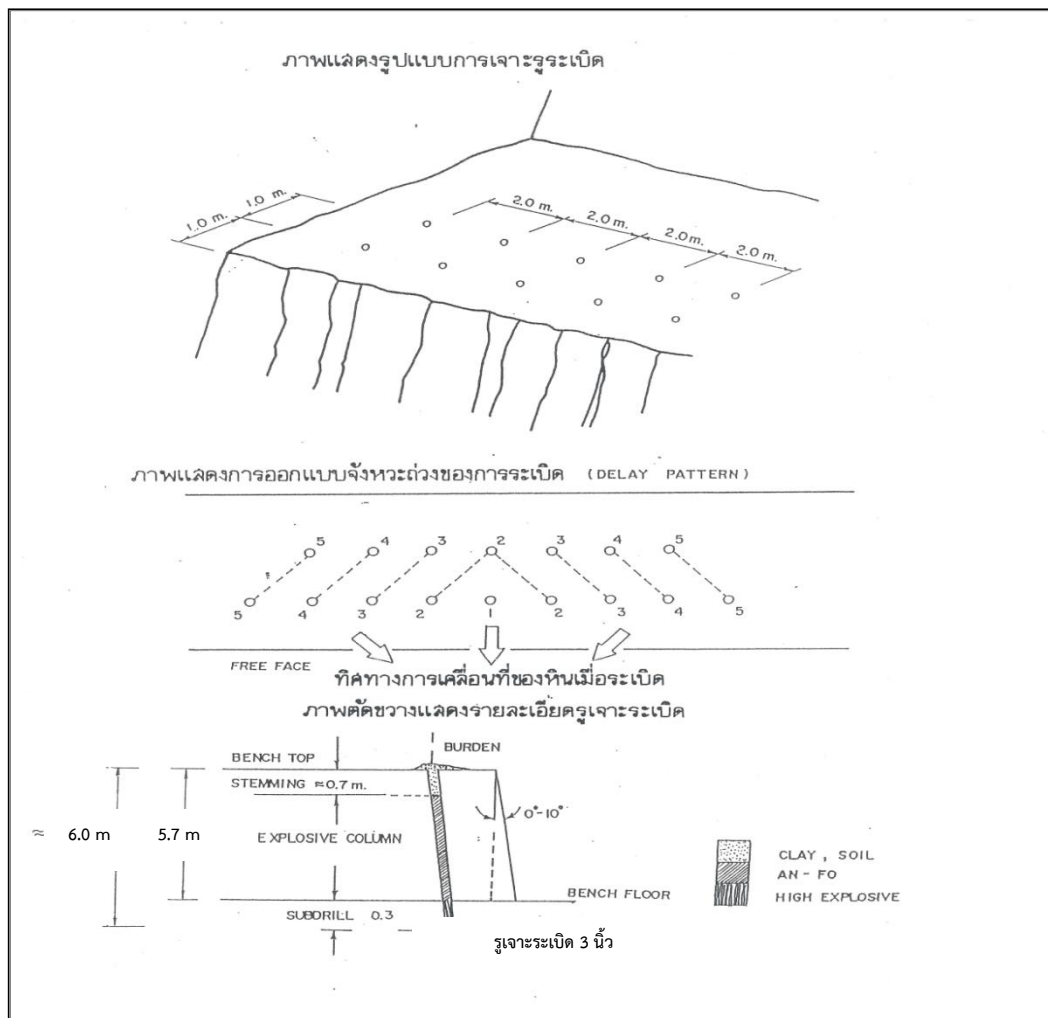 ภาพแสดงรูปแบบการเจาะรูระเบิด
1.0 m.
1.0 m.
2.0 m.
2.0 m.
2.0 m.
2.0 m.
ภาพแสดงการออกแบบจังหวะถ่วงของการระเบิด (DELAY PATTERN)
5 4 3 2 3 4 5
5 4 3 2 1 2 3 4 5
FREE FACE
ทิศทางการเคลื่อนที่ของหินเมื่อระเบิด
ภาพตัดขวางแสดงรายละเอียดรูเจาะระเบิด
BURDEN
BENCH TOP
STEMMING ≈0.7 m.
0°-10°
≈ 6.0 m 5.7 m EXPLOSIVE COLUMN
CLAY, SOIL
AN-FO
HIGH EXPLOSIVE
BENCH FLOOR
SUBDRILL 0.3
รูเจาะระเบิด 3 นิ้ว